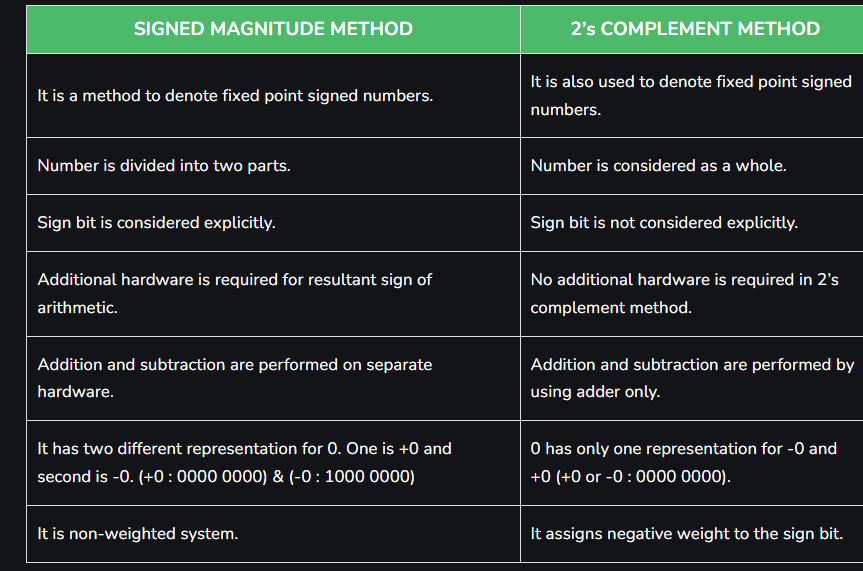 SIGNED MAGNITUDE METHOD
2’s COMPLEMENT METHOD
It is a method to denote fixed point signed numbers.
It is also used to denote fixed point signed
numbers.
Number is divided into two parts.
Number is considered as a whole.
Sign bit is considered explicitly.
Sign bit is not considered explicitly.
Additional hardware is required for resultant sign of
arithmetic.
No additional hardware is required in 2’s
complement method.
Addition and subtraction are performed on separate
hardware.
Addition and subtraction are performed by
using adder only.
It has two different representation for 0. One is +0 and
second is -0. (+0 : 0000 0000) & (-0 : 1000 0000)
0 has only one representation for -0 and
+0 (+0 or -0 : 0000 0000).
It is non-weighted system.
It assigns negative weight to the sign bit.